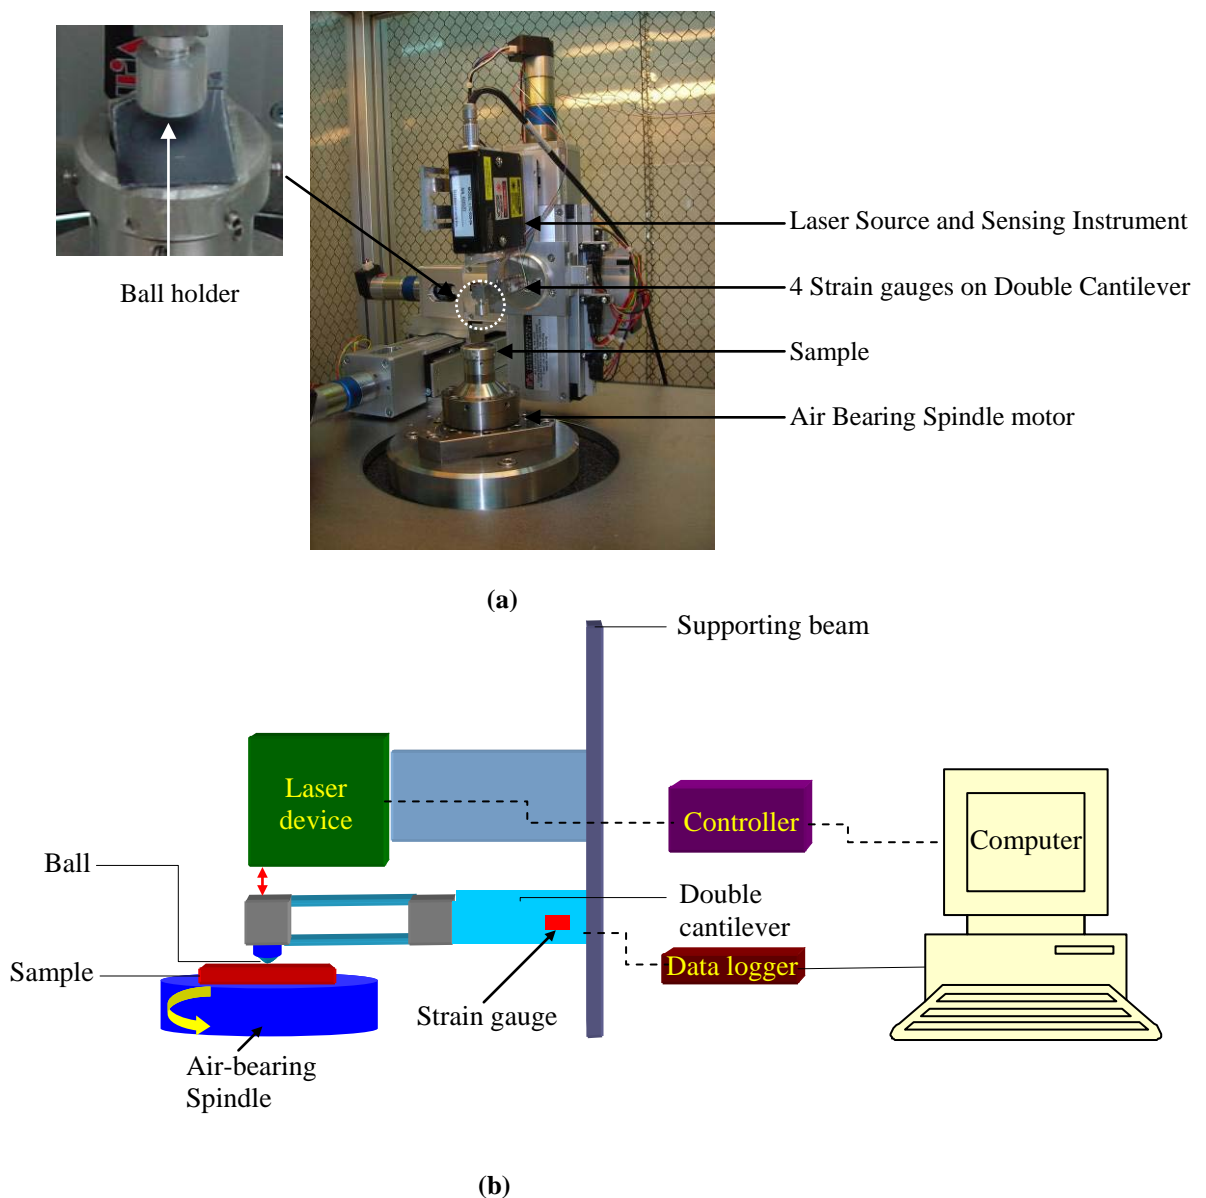 Laser Source and Sensing Instrument
Ball holder
4 Strain gauges on Double Cantilever
Sample
Air Bearing Spindle motor
(a)
Supporting beam
Laser
device
Controller
Computer
Ball
Double
cantilever
Sample
Data logger
Strain gauge
Air-bearing
Spindle
(b)